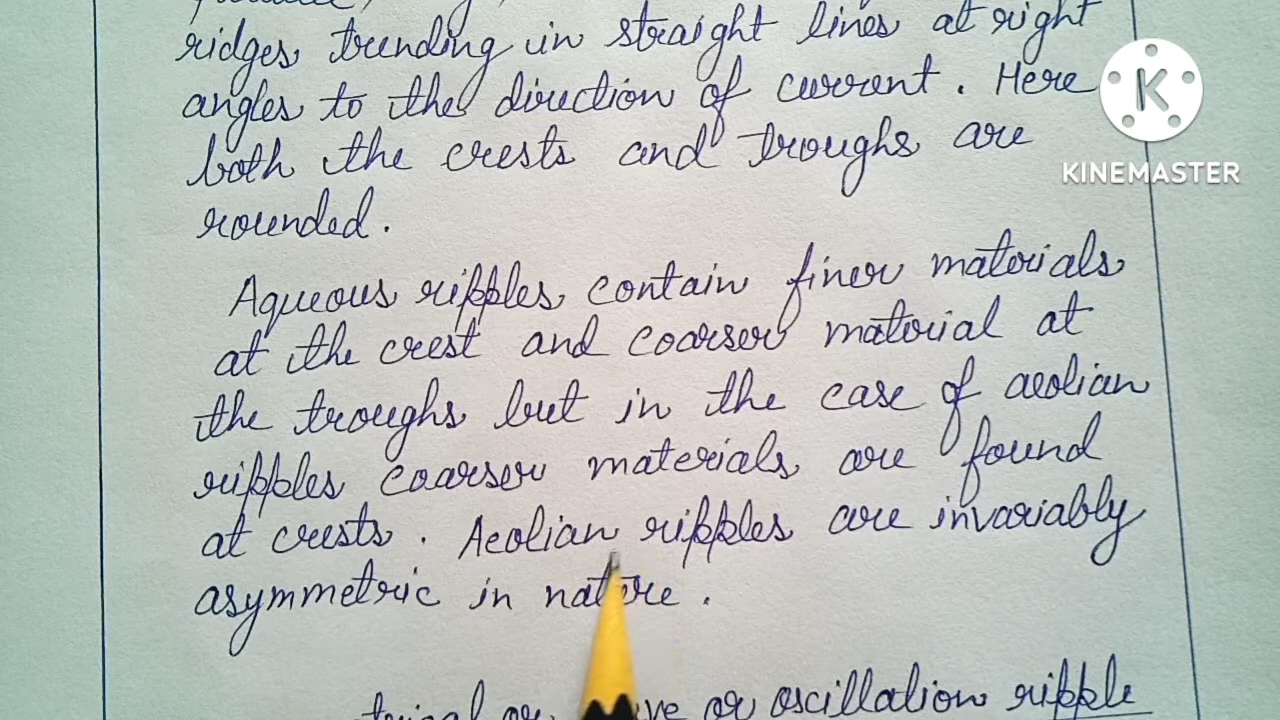 ridges trending in straight lines at right
angles to the direction of current. Here
both the crests and troughs are
rounded.
Aqueous ripples contain finer materials
at the crest and coarser material at
the troughs but in the case of aeolian
ripples coarser materials are found
at crests. Aeolian ripples are invariably
asymmetric in nature.
or oscillation ripple
K
KINEMASTER